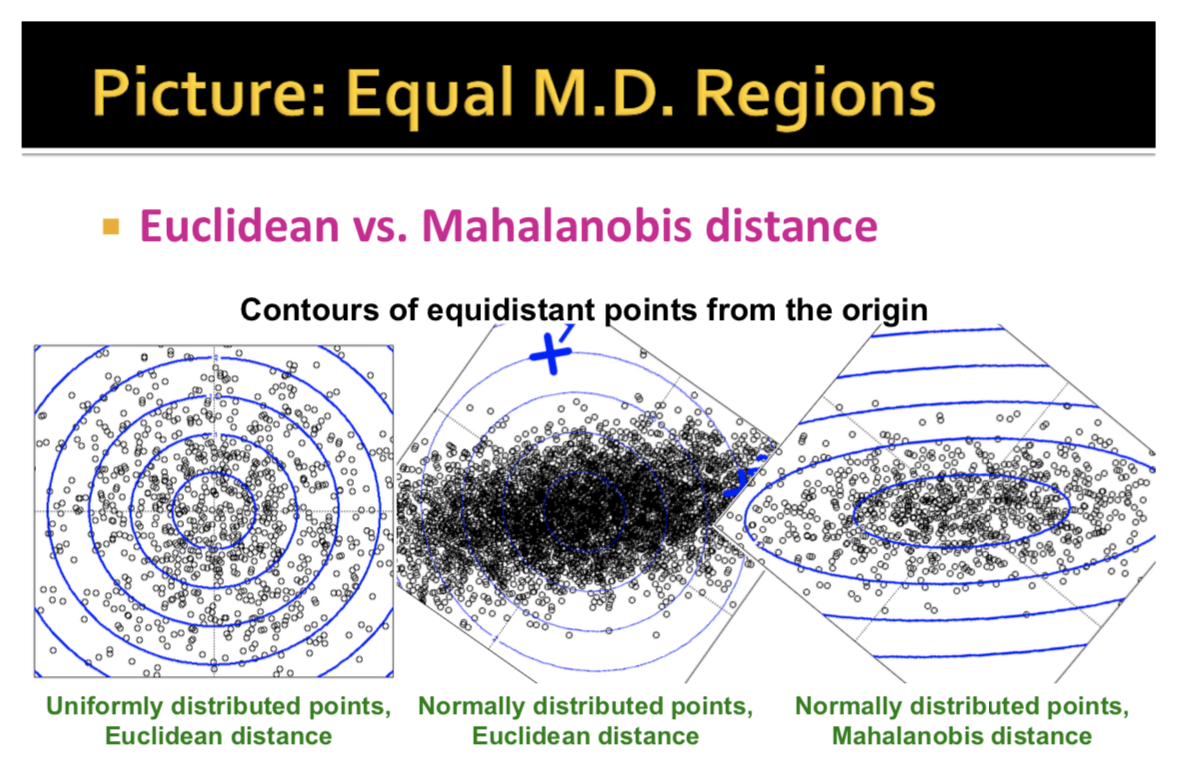 Picture: Equal M.D. Regions
Euclidean vs. Mahalanobis distance
Contours of equidistant points from the origin
Uniformly distributed points,
Euclidean distance
Normally distributed points,
Euclidean distance
Normally distributed points,
Mahalanobis distance